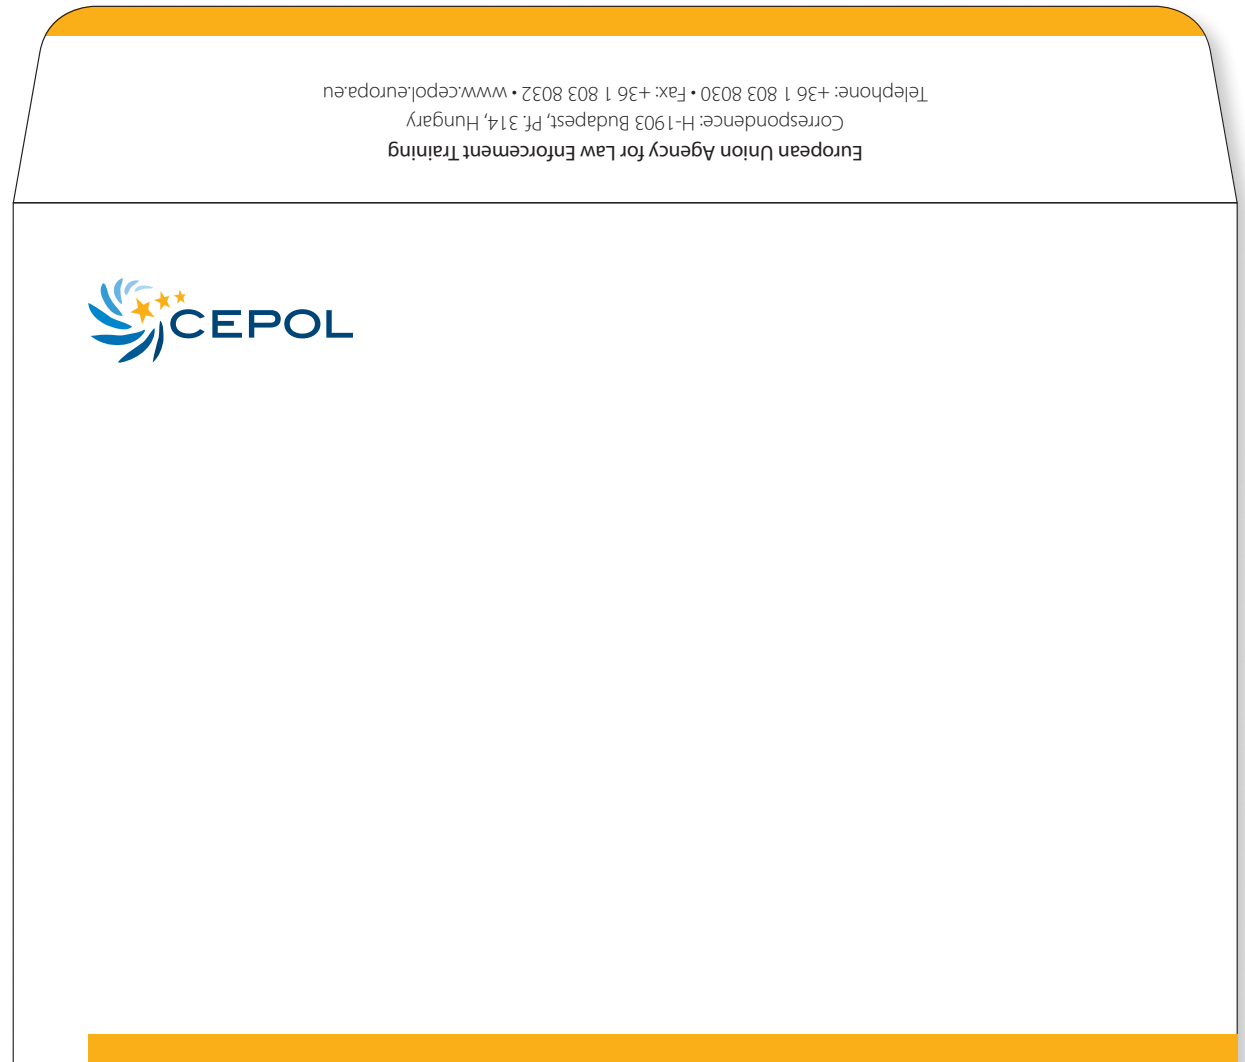 European Union Agency for Law Enforcement Training
Correspondence: H-1903 Budapest, Pf. 314, Hungary
Telephone: +36 1 803 8030 • Fax: +36 1 803 8032 • www.cepol.europa.eu
CEPOL